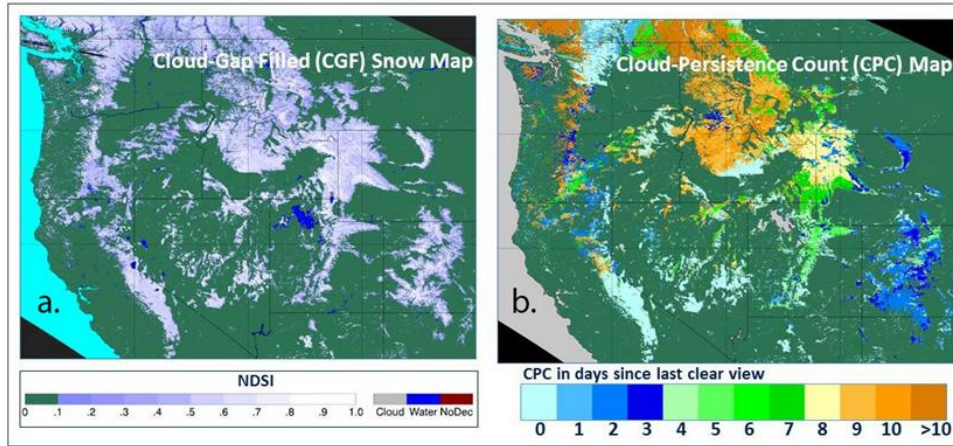 Cloud-Gap Filled (CGF) Snow Map
a.
NDSI
0 .1 .2 .3 .4 .5 .6 .7 .8 .9 1.0
Cloud Water NoDec
Cloud-Persistence Count (CPC) Map
b.
CPC in days since last clear view
0 1 2 3 4 5 6 7 8 9 10 >10